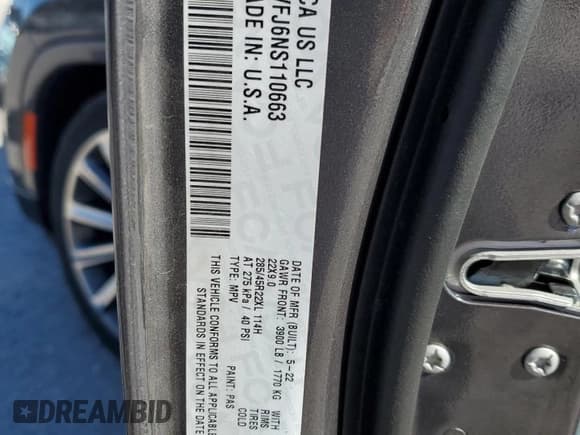 CA US LLC
VFJ6NS110663
ADE IN: U.S.A.
DATE OF MFR (BUILT): 5-22
GAWR FRONT: 3900 LB / 1770 KG WITH
22X9.0 RIMS
285/45R22XL 114H TIRES
AT 275 kPa / 40 PSI COLD
TYPE: MPV PAINT: PAS
THIS VEHICLE CONFORMS TO ALL
STANDARDS IN EFFECT ON THE DATE
DREAMBID